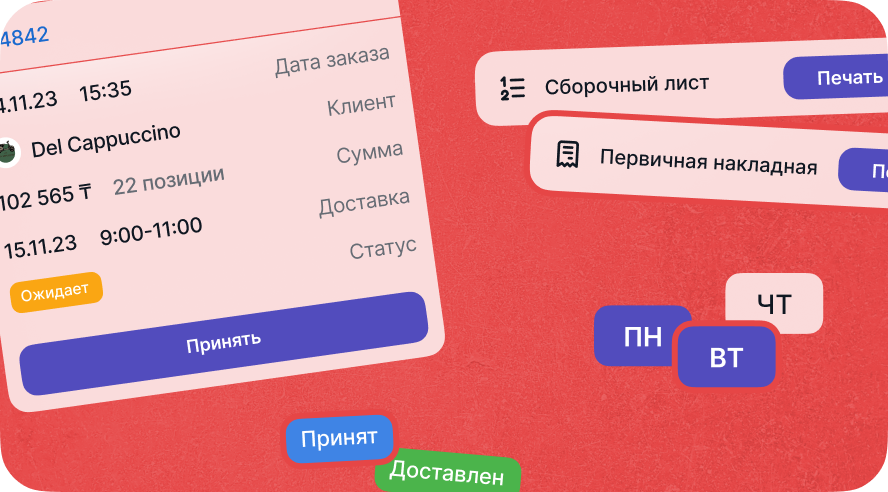 4842
4.11.23 15:35 Дата заказа
Del Cappuccino Клиент
102 565 ₸ 22 позиции Сумма
15.11.23 9:00-11:00 Доставка
Ожидает Статус
Принять
Сборочный лист Печать
Первичная накладная
ЧТ
ПН
ВТ
Принят
Доставлен